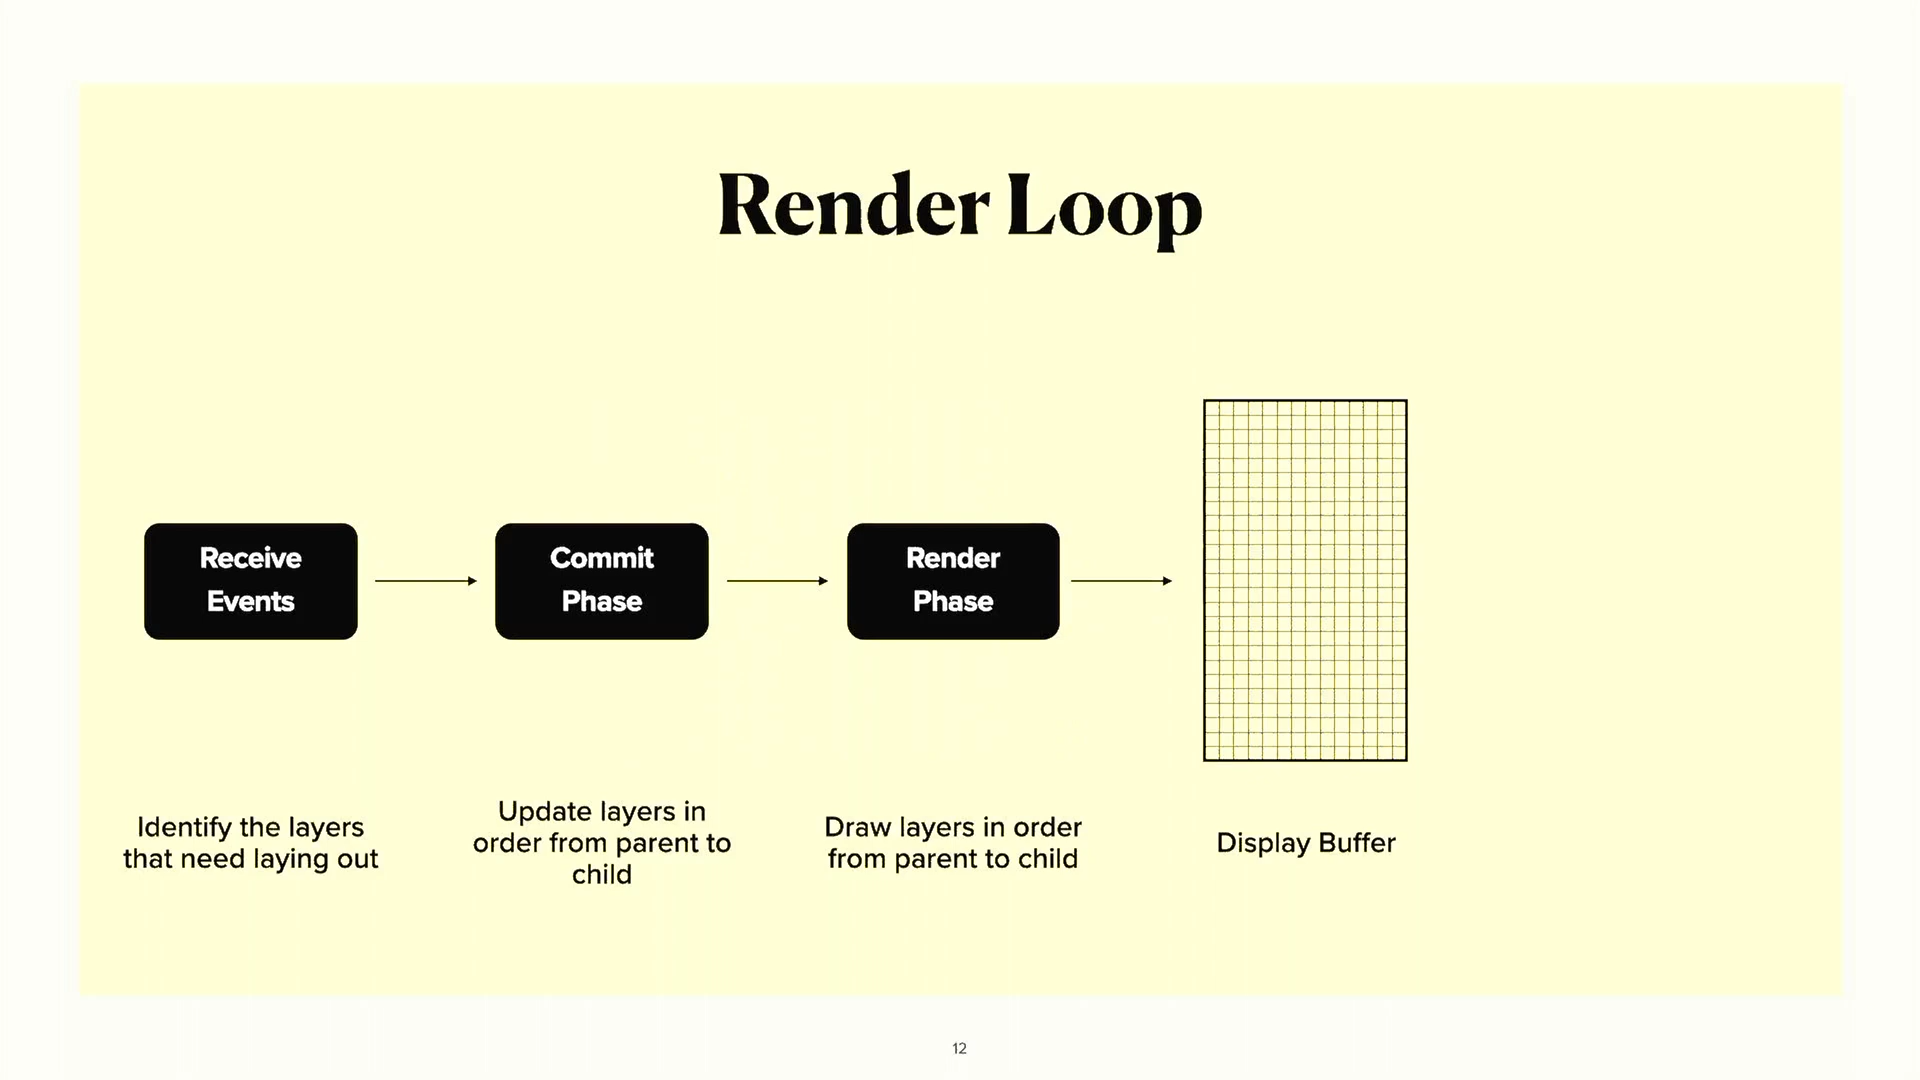 Render Loop
Receive
Events
Commit
Phase
Render
Phase
Identify the layers
that need laying out
Update layers in
order from parent to
child
Draw layers in order
from parent to child
Display Buffer
12